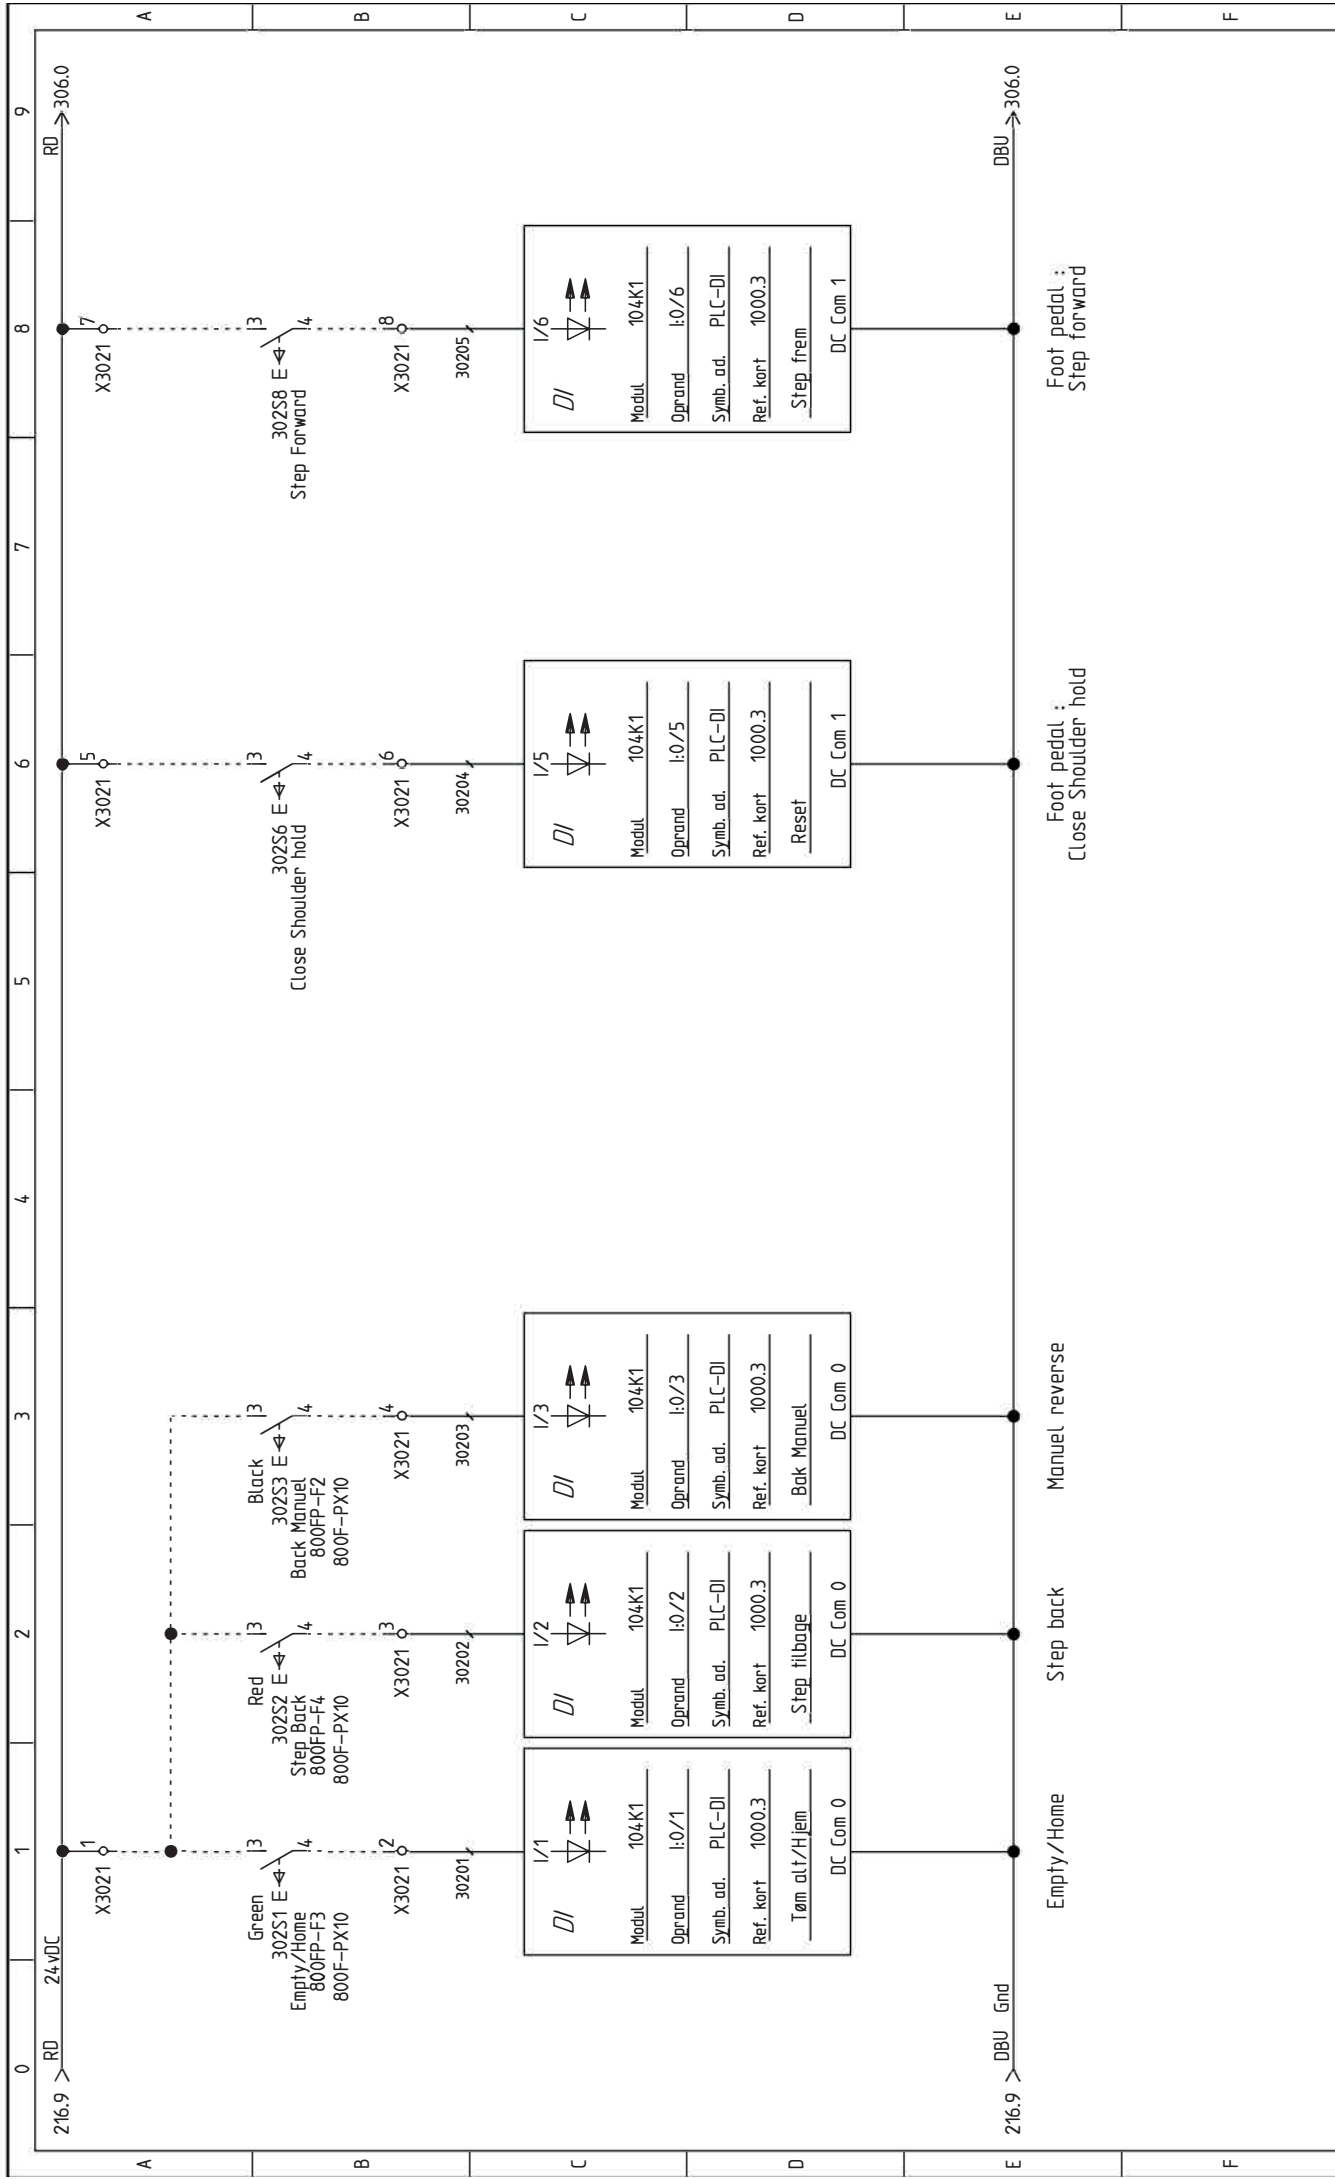 0 1 2 3 4 5 6 7 8 9
A
B
C
D
E
F
A
B
C
D
E
F
216.9 RD 24vDC
RD 306.0
X3021 1
Green
302S1 E
Empty/Home
800FP-F3
800F-PX10
3
4
X3021 2
30201
Red
302S2 E
Step Back
800FP-F4
800F-PX10
3
4
X3021 3
30202
Black
302S3 E
Back Manuel
800FP-F2
800F-PX10
3
4
X3021 4
30203
X3021 5
302S6 E
Close Shoulder hold
3
4
X3021 6
30204
X3021 7
302S8 E
Step Forward
3
4
X3021 8
30205
DI I/1
Modul 104K1
Oprand I:0/1
Symb. ad. PLC-DI
Ref. kort 1000.3
Tøm alt/Hjem
DC Com 0
DI I/2
Modul 104K1
Oprand I:0/2
Symb. ad. PLC-DI
Ref. kort 1000.3
Step tilbage
DC Com 0
DI I/3
Modul 104K1
Oprand I:0/3
Symb. ad. PLC-DI
Ref. kort 1000.3
Bak Manuel
DC Com 0
DI I/5
Modul 104K1
Oprand I:0/5
Symb. ad. PLC-DI
Ref. kort 1000.3
Reset
DC Com 1
DI I/6
Modul 104K1
Oprand I:0/6
Symb. ad. PLC-DI
Ref. kort 1000.3
Step frem
DC Com 1
216.9 DBU Gnd
DBU 306.0
Empty/Home
Step back
Manuel reverse
Foot pedal :
Close Shoulder hold
Foot pedal :
Step forward